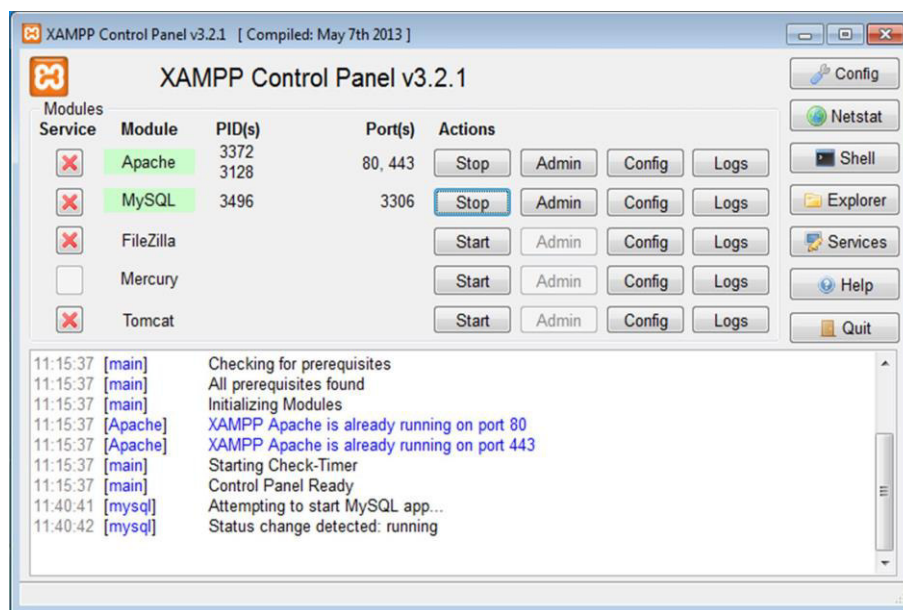 XAMPP Control Panel v3.2.1 [ Compiled: May 7th 2013 ]
XAMPP Control Panel v3.2.1
Config
Netstat
Shell
Explorer
Services
Help
Quit
Modules
Service Module PID(s) Port(s) Actions
Apache 3372 3128 80, 443 Stop Admin Config Logs
MySQL 3496 3306 Stop Admin Config Logs
FileZilla Start Admin Config Logs
Mercury Start Admin Config Logs
Tomcat Start Admin Config Logs
11:15:37 [main] Checking for prerequisites
11:15:37 [main] All prerequisites found
11:15:37 [main] Initializing Modules
11:15:37 [Apache] XAMPP Apache is already running on port 80
11:15:37 [Apache] XAMPP Apache is already running on port 443
11:15:37 [main] Starting Check-Timer
11:15:37 [main] Control Panel Ready
11:40:41 [mysql] Attempting to start MySQL app...
11:40:42 [mysql] Status change detected: running